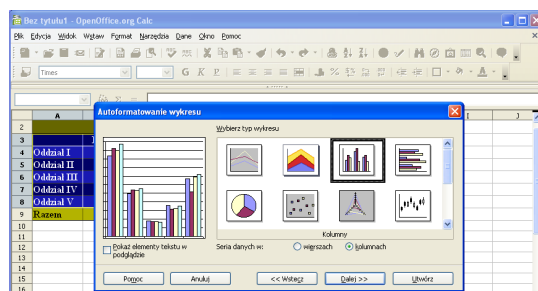 Bez tytułu1 - OpenOffice.org Calc
Plik Edycja Widok Wstaw Format Narzędzia Dane Okno Pomoc
Times
G K P
A I J
Autoformatowanie wykresu
Wybierz typ wykresu
2
3
4 Oddział I
5 Oddział II
6 Oddział III
7 Oddział IV
8 Oddział V
9 Razem
10
11
12
13
14
15
16
Kolumny
Pokaż elementy tekstu w podglądzie
Seria danych w: wierszach kolumnach
Pomoc Anuluj << Wstecz Dalej >> Utwórz